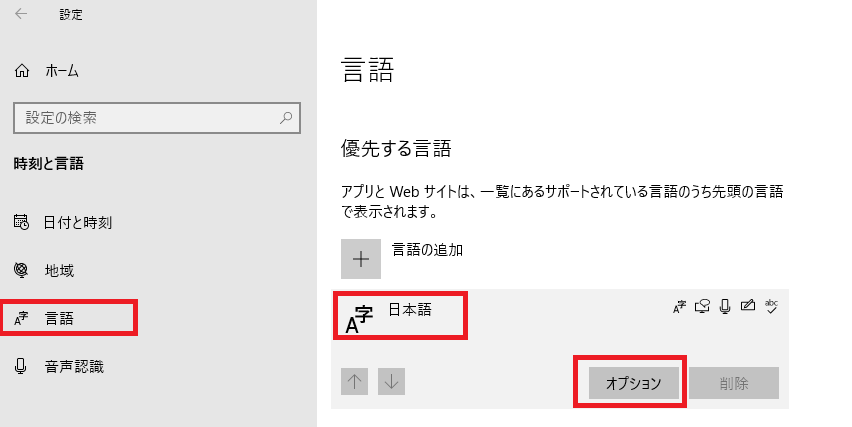 設定
ホーム
設定の検索
時刻と言語
日付と時刻
地域
言語
音声認識
言語
優先する言語
アプリと Web サイトは、一覧にあるサポートされている言語のうち先頭の言語
で表示されます。
言語の追加
日本語
オプション
削除